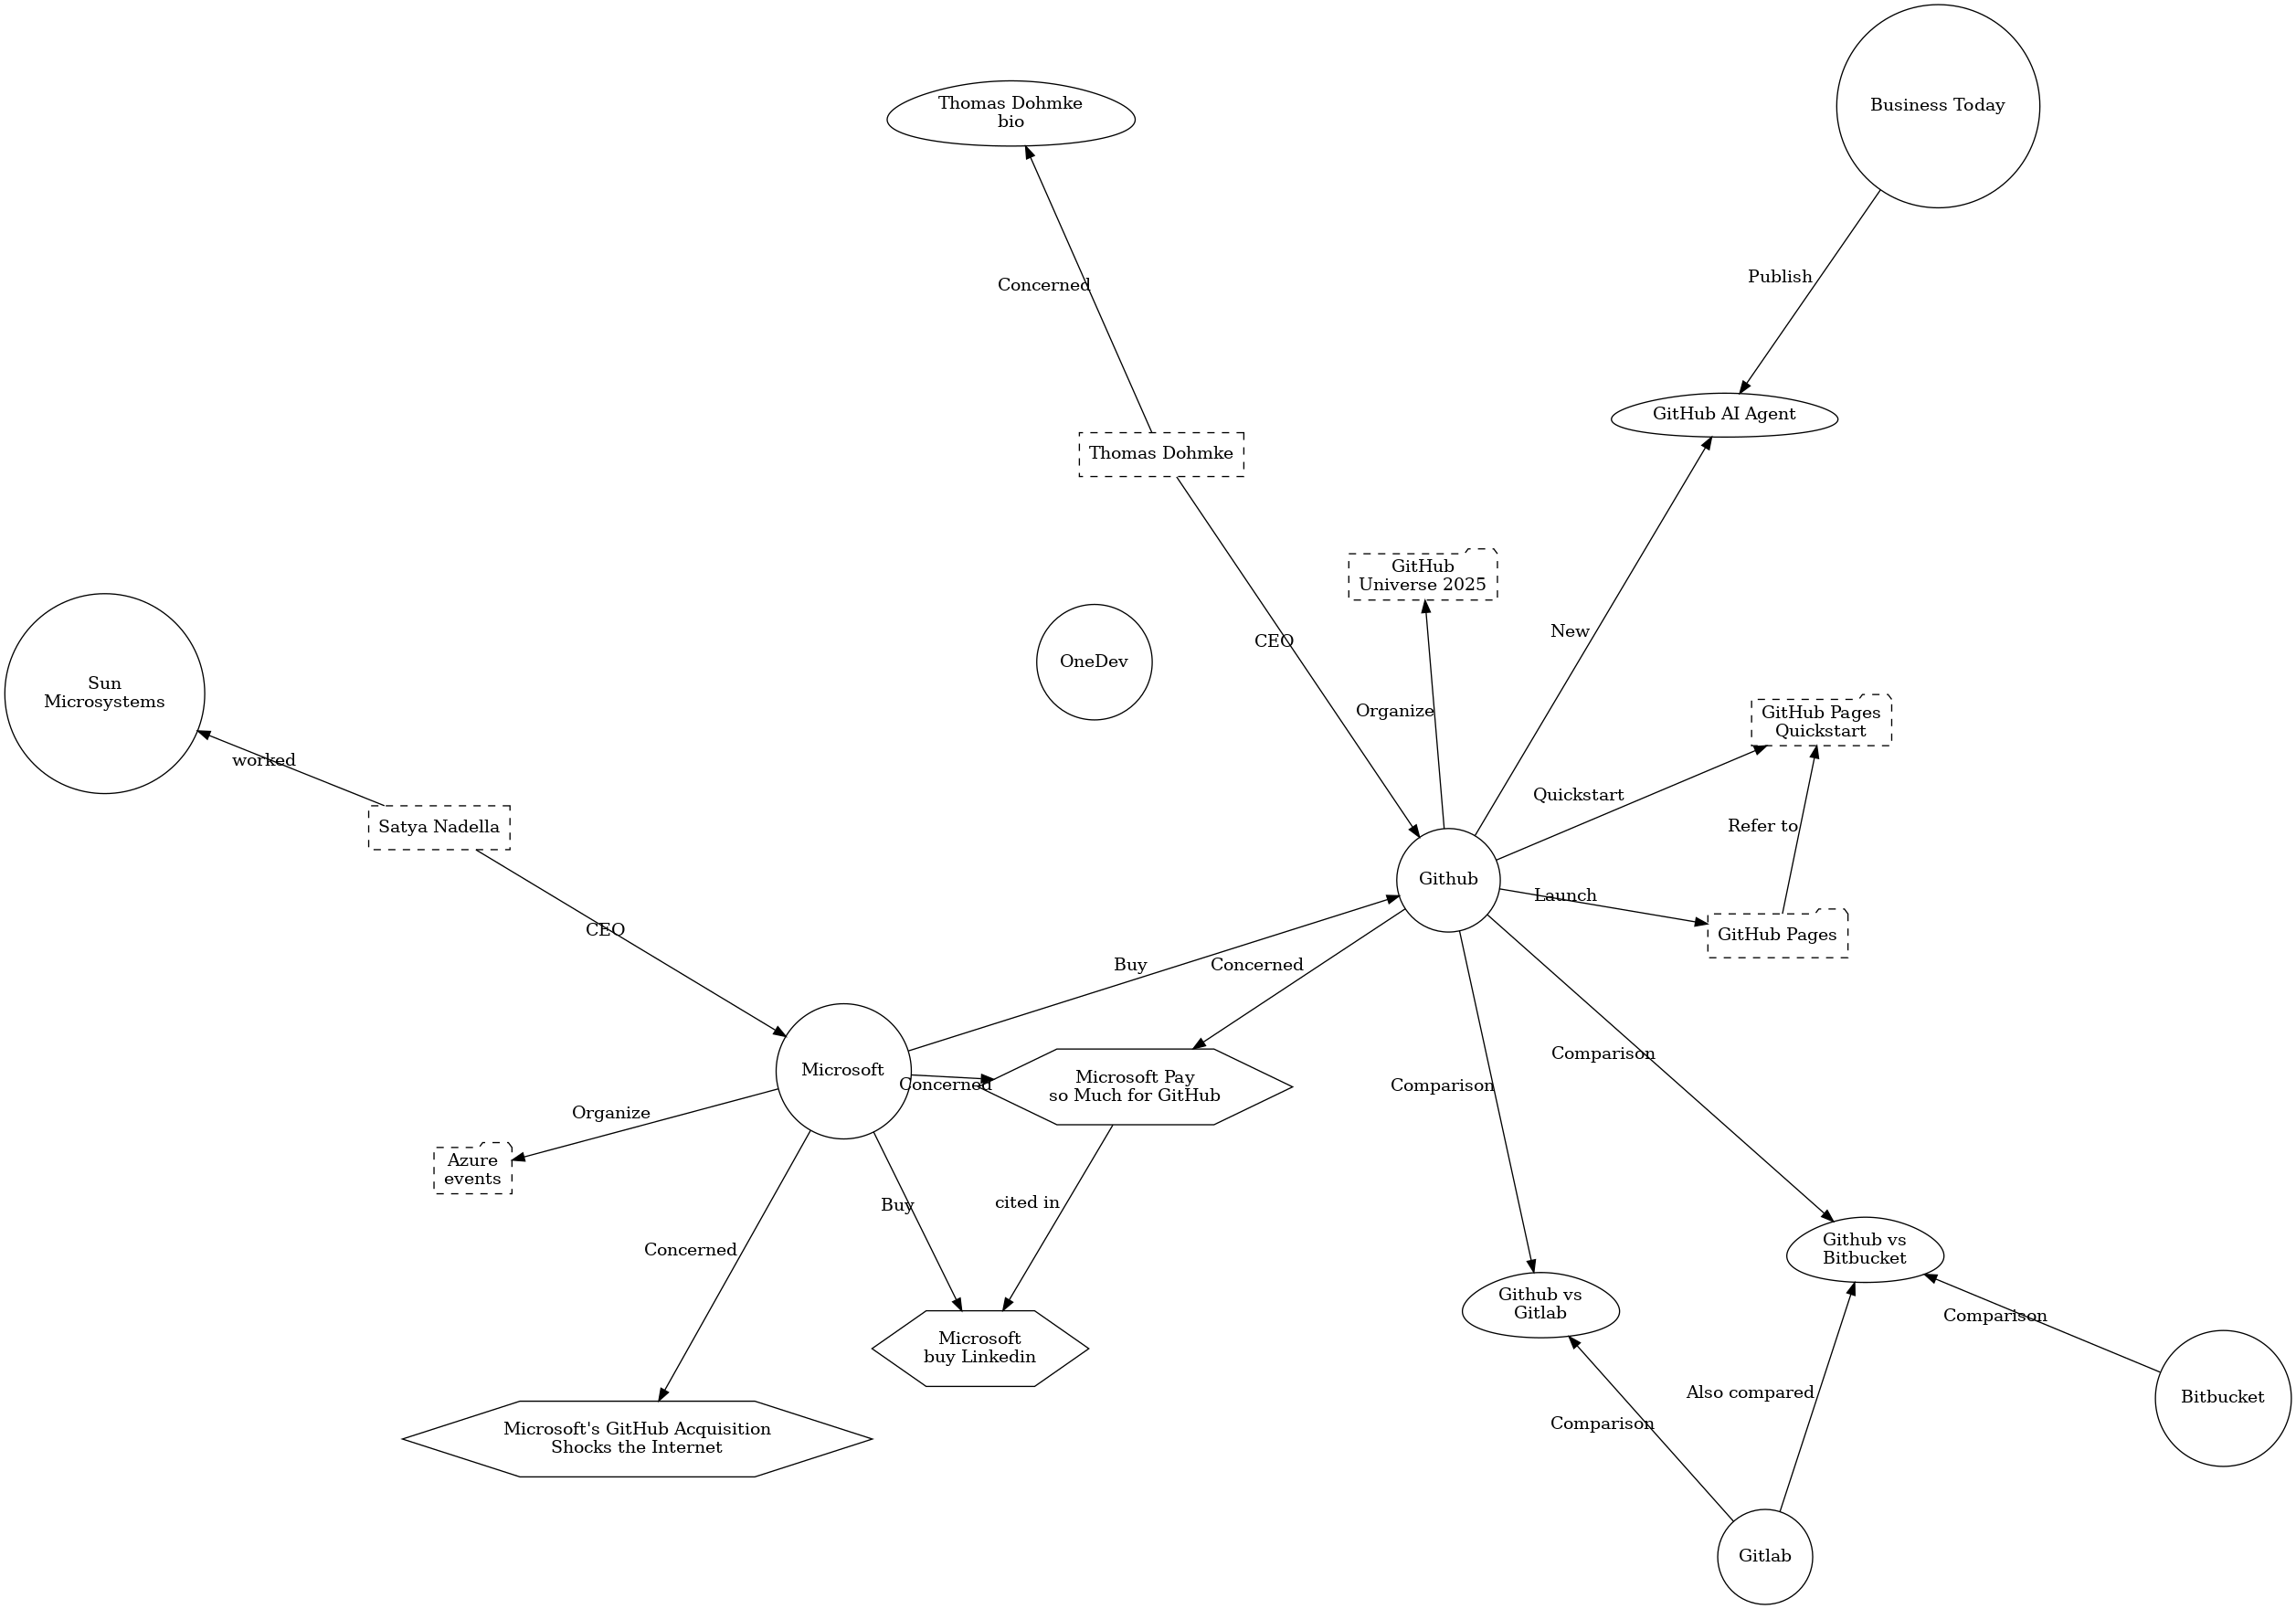 Business Today
Thomas Dohmke
bio
Concerned
Publish
GitHub AI Agent
Thomas Dohmke
GitHub
Universe 2025
New
CEO
OneDev
Sun
Microsystems
Organize
GitHub Pages
Quickstart
worked
Quickstart
Satya Nadella
Refer to
Github
Launch
CEO
GitHub Pages
Buy
Concerned
Microsoft
Comparison
Concerned
Microsoft Pay
so Much for GitHub
Comparison
Organize
Azure
events
Buy
cited in
Concerned
Github vs
Bitbucket
Github vs
Gitlab
Comparison
Microsoft
buy Linkedin
Also compared
Bitbucket
Microsoft's GitHub Acquisition
Shocks the Internet
Comparison
Gitlab